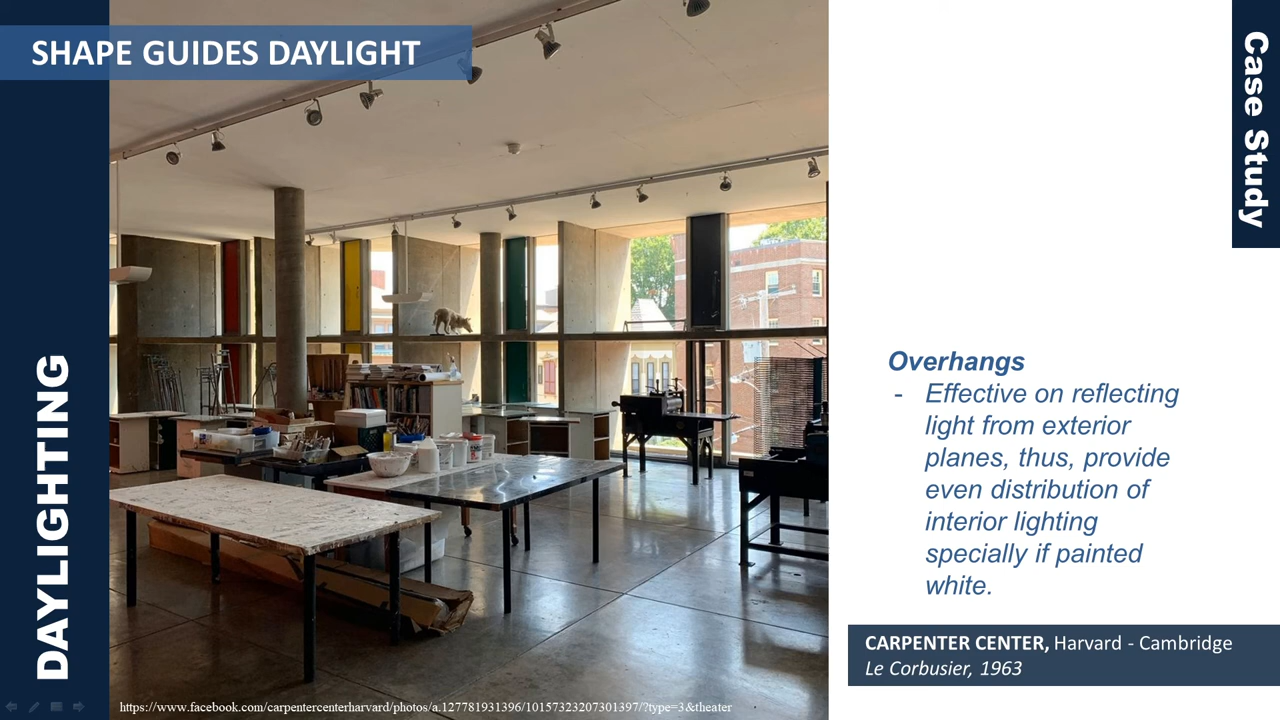 SHAPE GUIDES DAYLIGHT
DAYLIGHTING
Case Study
Overhangs
- Effective on reflecting
light from exterior
planes, thus, provide
even distribution of
interior lighting
specially if painted
white.
CARPENTER CENTER, Harvard - Cambridge
Le Corbusier, 1963
https://www.facebook.com/carpentercenterharvard/photos/a.127781931396/10157323207301397/?type=3&theater